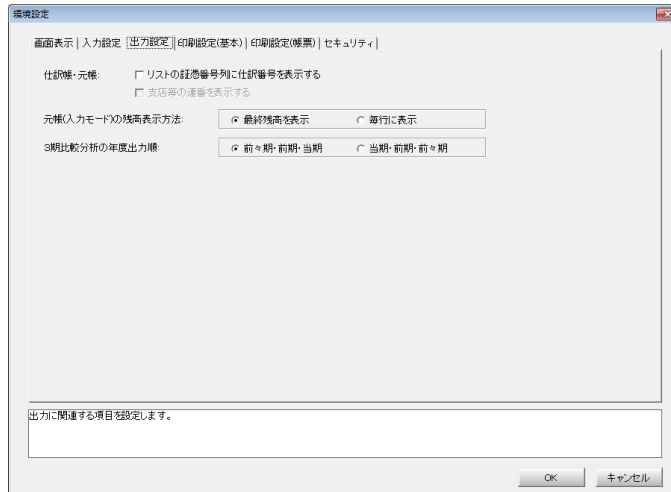 環境設定
画面表示 | 入力設定 | 出力設定 | 印刷設定(基本) | 印刷設定(帳票) | セキュリティ |
仕訳帳・元帳: リストの証憑番号列に仕訳番号を表示する
支店毎の連番を表示する
元帳(入力モード)の残高表示方法: 最終残高を表示 毎行に表示
3期比較分析の年度出力順: 前々期・前期・当期 当期・前期・前々期
出力に関連する項目を設定します。
OK キャンセル